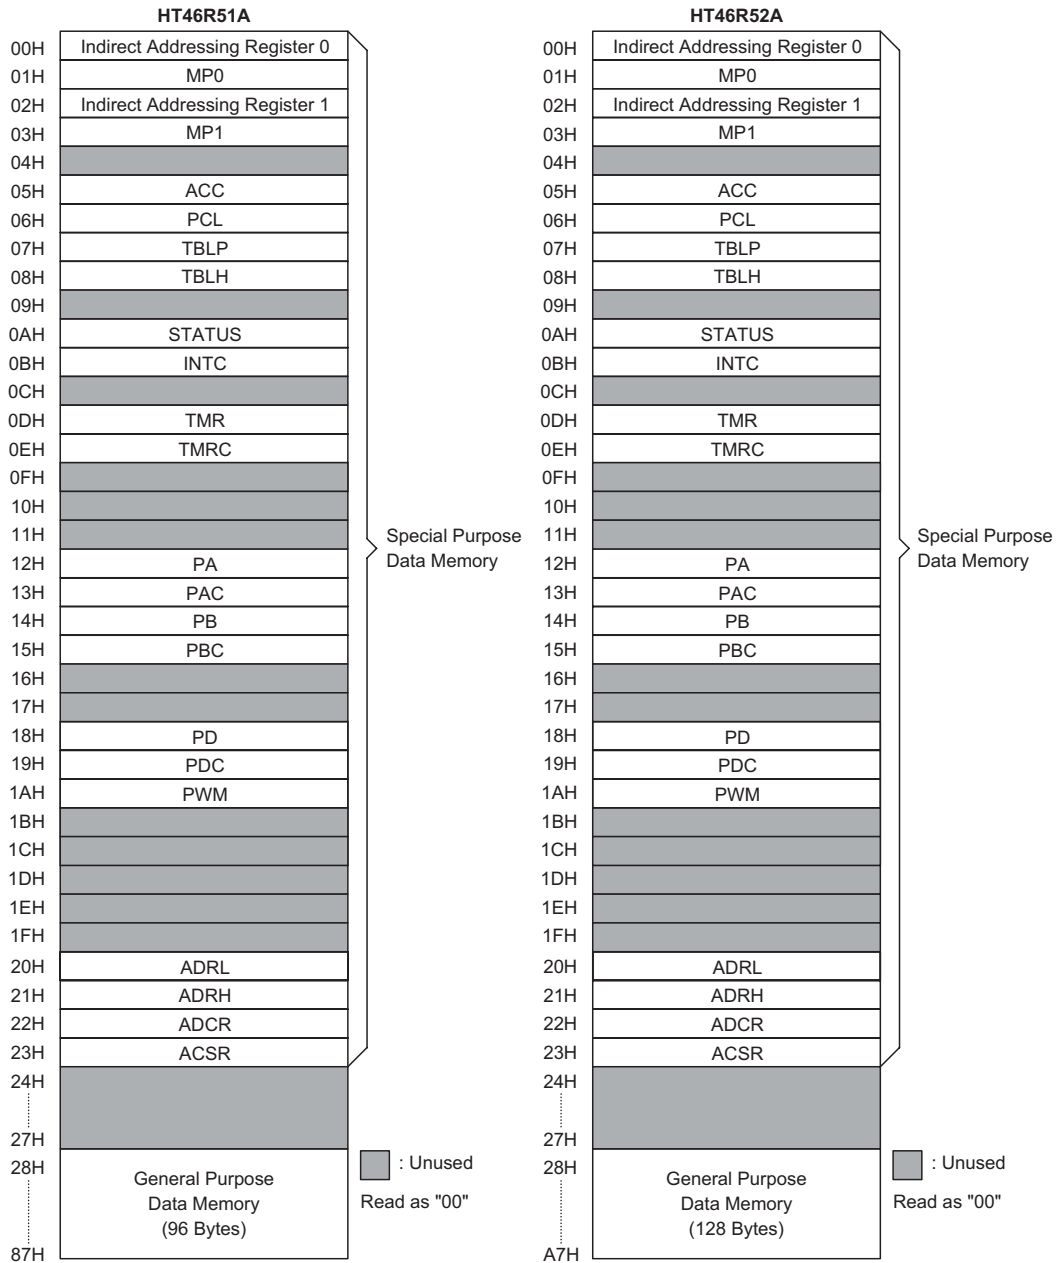 HT46R51A
00H Indirect Addressing Register 0
01H MP0
02H Indirect Addressing Register 1
03H MP1
04H
05H ACC
06H PCL
07H TBLP
08H TBLH
09H
0AH STATUS
0BH INTC
0CH
0DH TMR
0EH TMRC
0FH
10H
11H
12H PA
13H PAC
14H PB
15H PBC
16H
17H
18H PD
19H PDC
1AH PWM
1BH
1CH
1DH
1EH
1FH
20H ADRL
21H ADRH
22H ADCR
23H ACSR
24H
27H
28H
General Purpose
Data Memory
(96 Bytes)
87H
Special Purpose
Data Memory
: Unused
Read as "00"
HT46R52A
00H Indirect Addressing Register 0
01H MP0
02H Indirect Addressing Register 1
03H MP1
04H
05H ACC
06H PCL
07H TBLP
08H TBLH
09H
0AH STATUS
0BH INTC
0CH
0DH TMR
0EH TMRC
0FH
10H
11H
12H PA
13H PAC
14H PB
15H PBC
16H
17H
18H PD
19H PDC
1AH PWM
1BH
1CH
1DH
1EH
1FH
20H ADRL
21H ADRH
22H ADCR
23H ACSR
24H
27H
28H
General Purpose
Data Memory
(128 Bytes)
A7H
Special Purpose
Data Memory
: Unused
Read as "00"